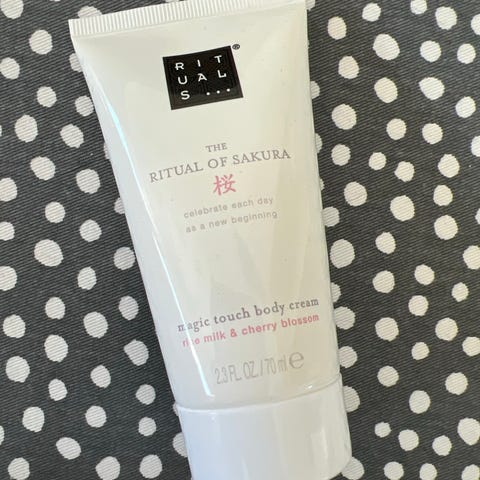 RIT
UAL
S...®
THE
RITUAL OF SAKURA
桜
celebrate each day
as a new beginning
magic touch body cream
rice milk & cherry blossom
2.3 FL.OZ./70 ml ℮